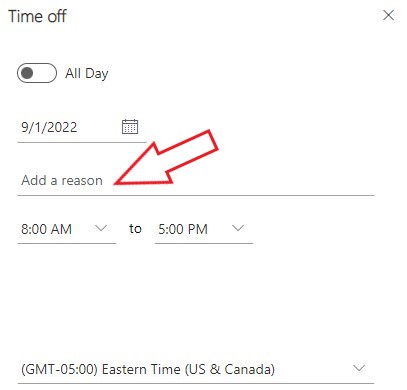 Time off
All Day
9/1/2022
Add a reason
8:00 AM to 5:00 PM
(GMT-05:00) Eastern Time (US & Canada)